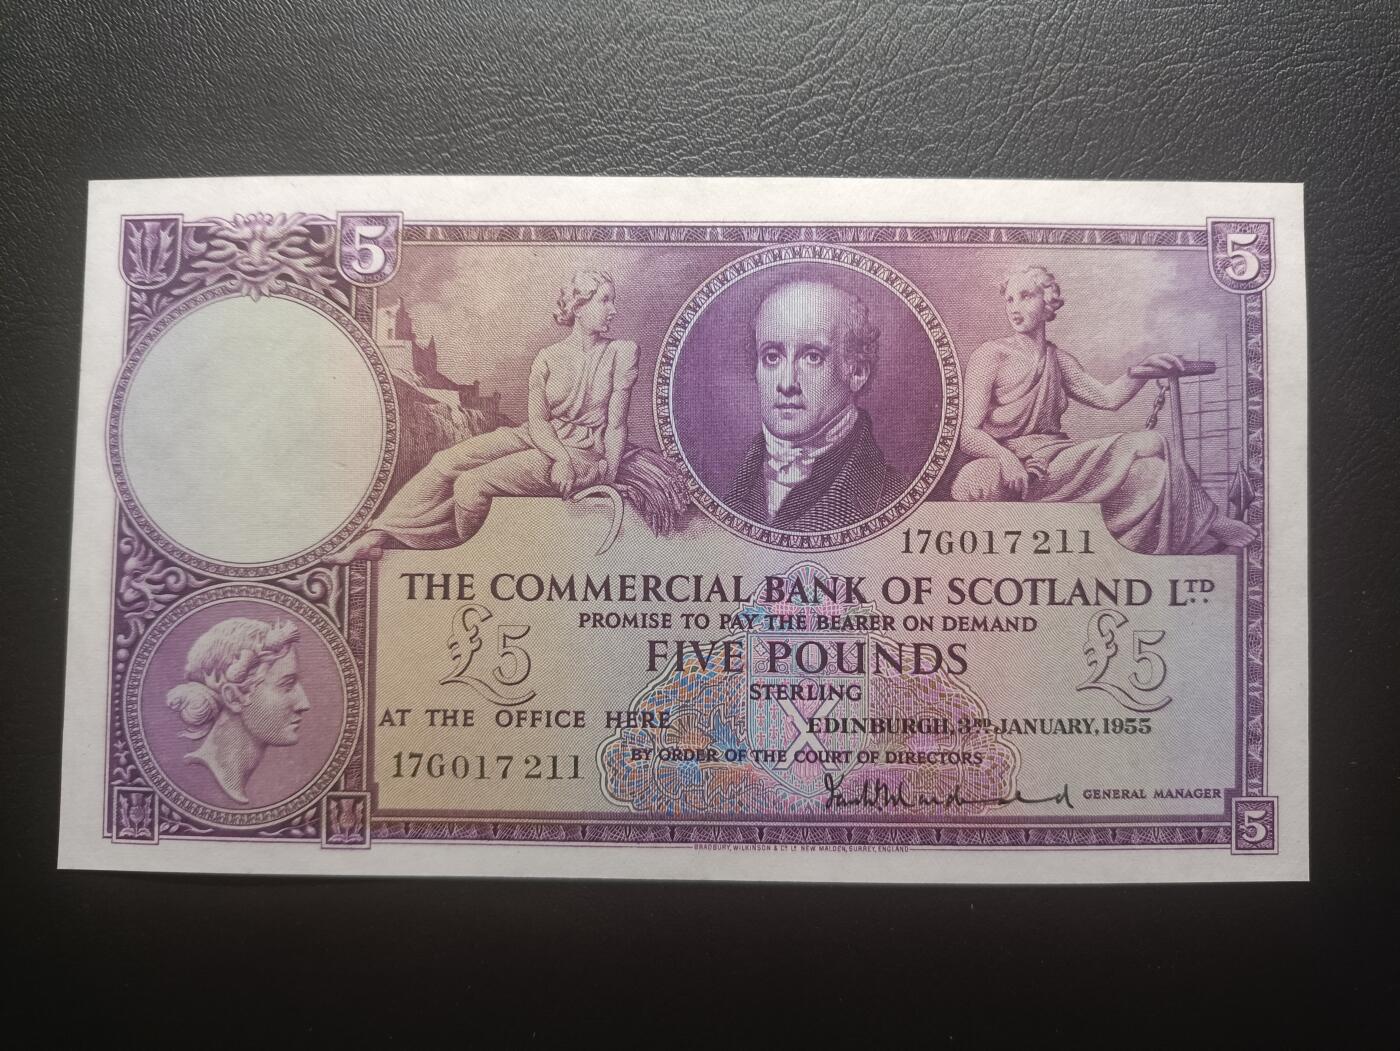 5
5
17G017211
THE COMMERCIAL BANK OF SCOTLAND LTD
PROMISE TO PAY THE BEARER ON DEMAND
£5 FIVE POUNDS £5
STERLING
AT THE OFFICE HERE EDINBURGH, 3RD JANUARY, 1955
BY ORDER OF THE COURT OF DIRECTORS
17G017211
GENERAL MANAGER
5
BRADBURY, WILKINSON & Co Ld NEW MALDEN, SURREY, ENGLAND